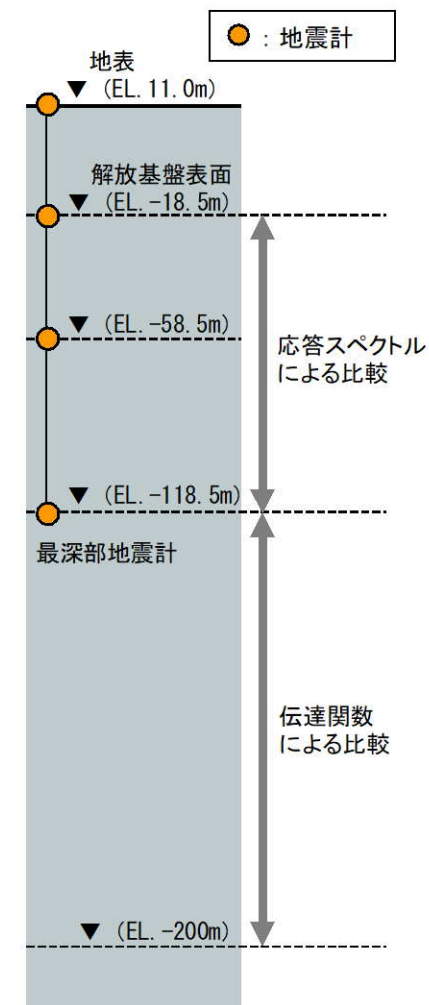 ：地震計
地表
▼ (EL. 11.0m)
解放基盤表面
▼ (EL. -18.5m)
▼ (EL. -58.5m)
応答スペクトル
による比較
▼ (EL. -118.5m)
最深部地震計
伝達関数
による比較
▼ (EL. -200m)